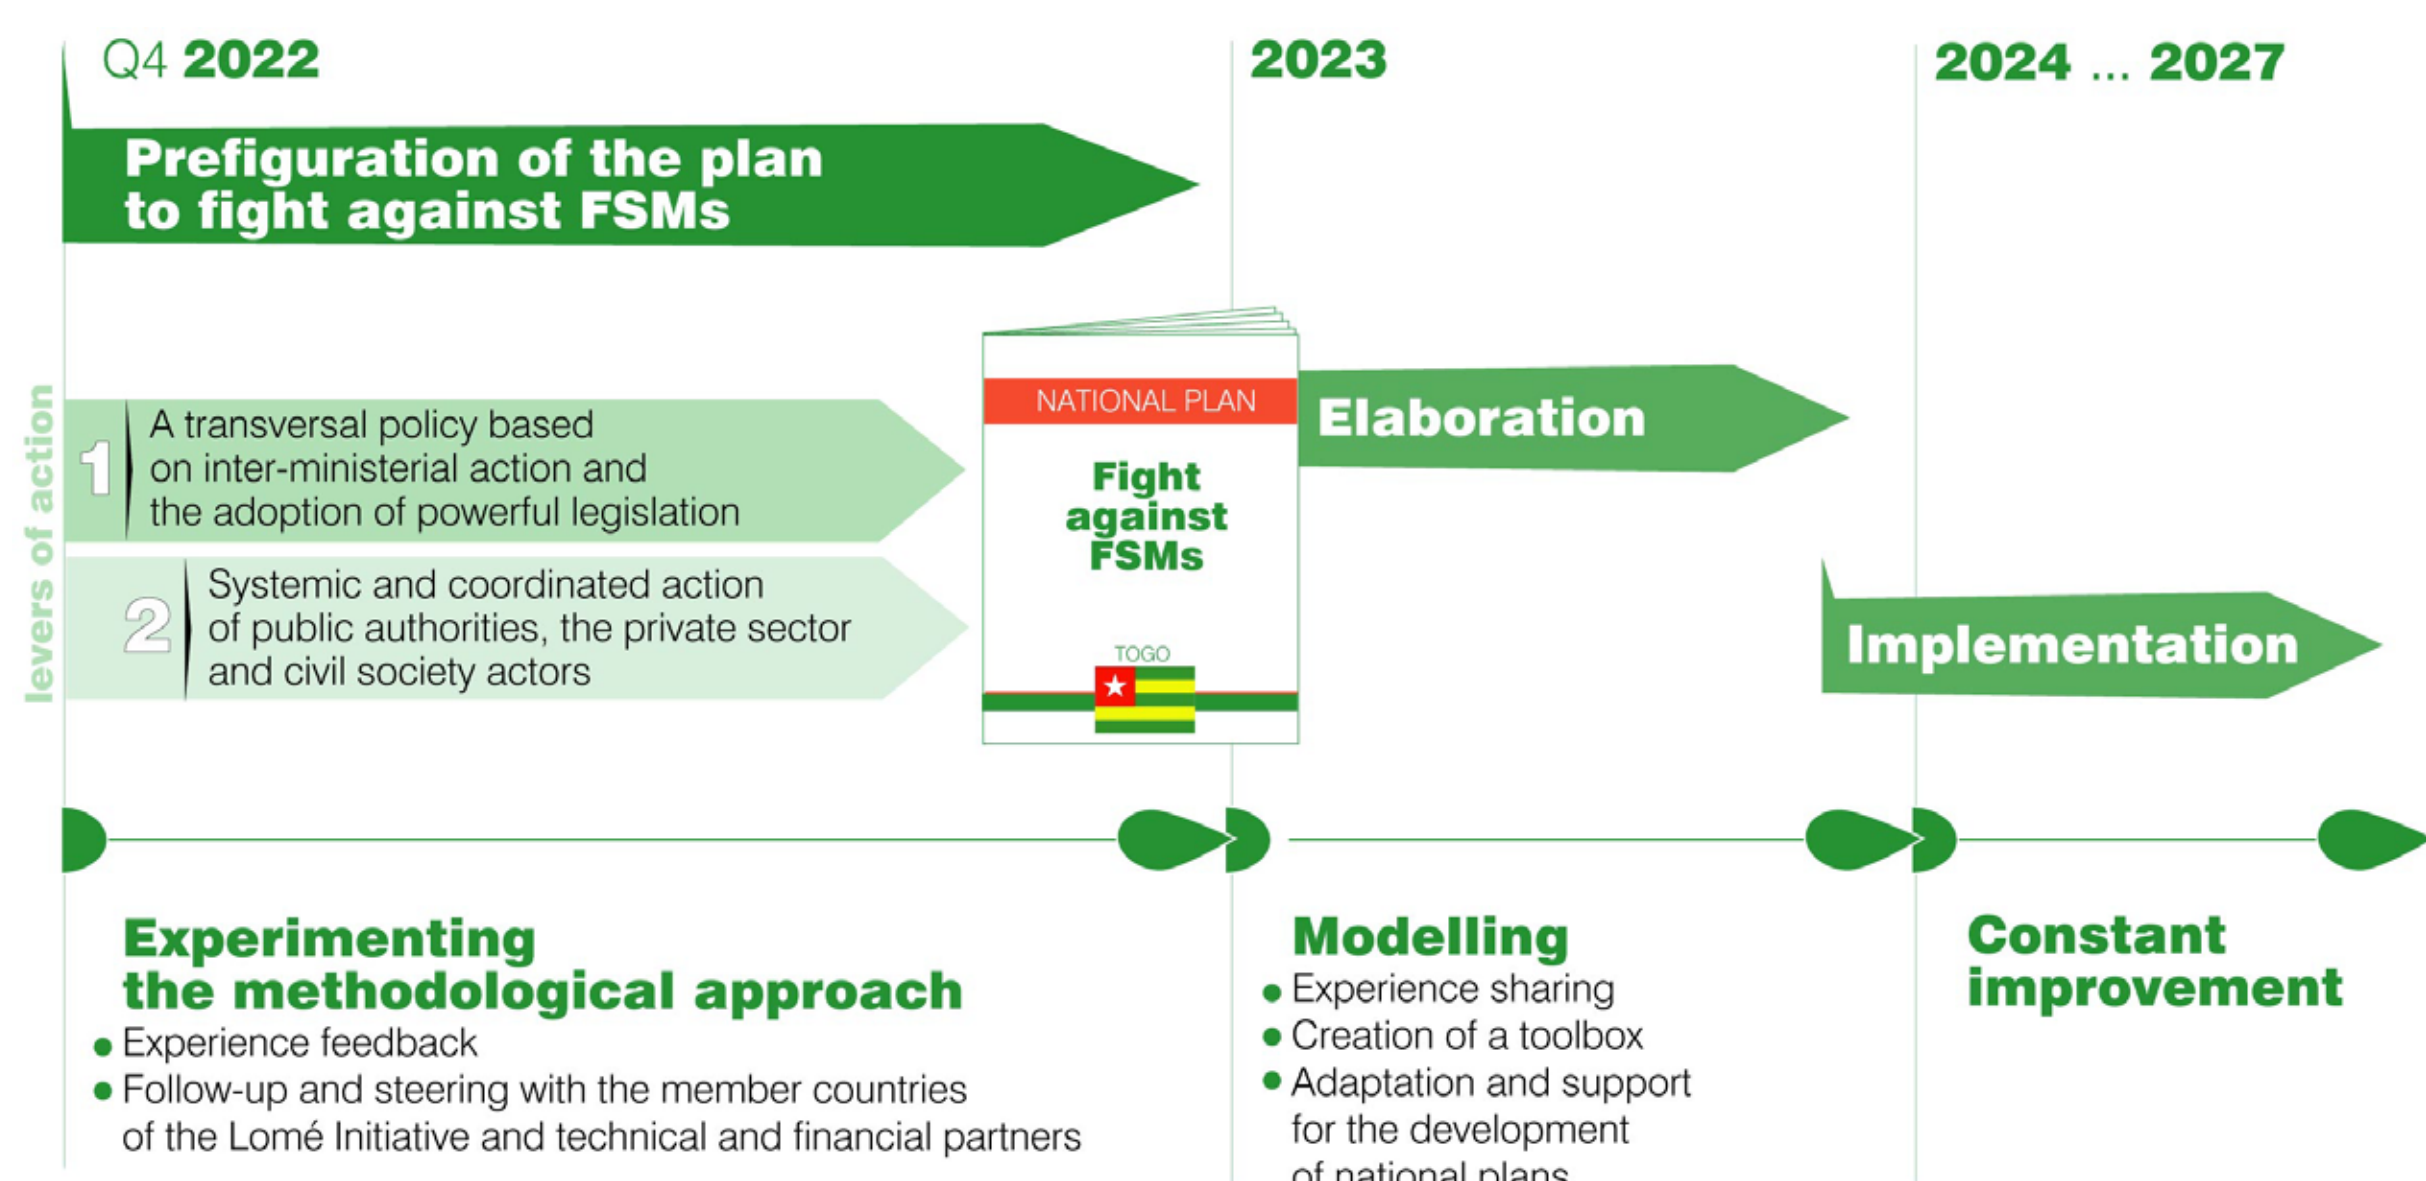 Q4 2022
2023
2024 ... 2027
Prefiguration of the plan
to fight against FSMs
levers of action
1
A transversal policy based
on inter-ministerial action and
the adoption of powerful legislation
2
Systemic and coordinated action
of public authorities, the private sector
and civil society actors
NATIONAL PLAN
Fight
against
FSMs
TOGO
Elaboration
Implementation
Experimenting
the methodological approach
• Experience feedback
• Follow-up and steering with the member countries
of the Lomé Initiative and technical and financial partners
Modelling
• Experience sharing
• Creation of a toolbox
• Adaptation and support
for the development
of national plans
Constant
improvement